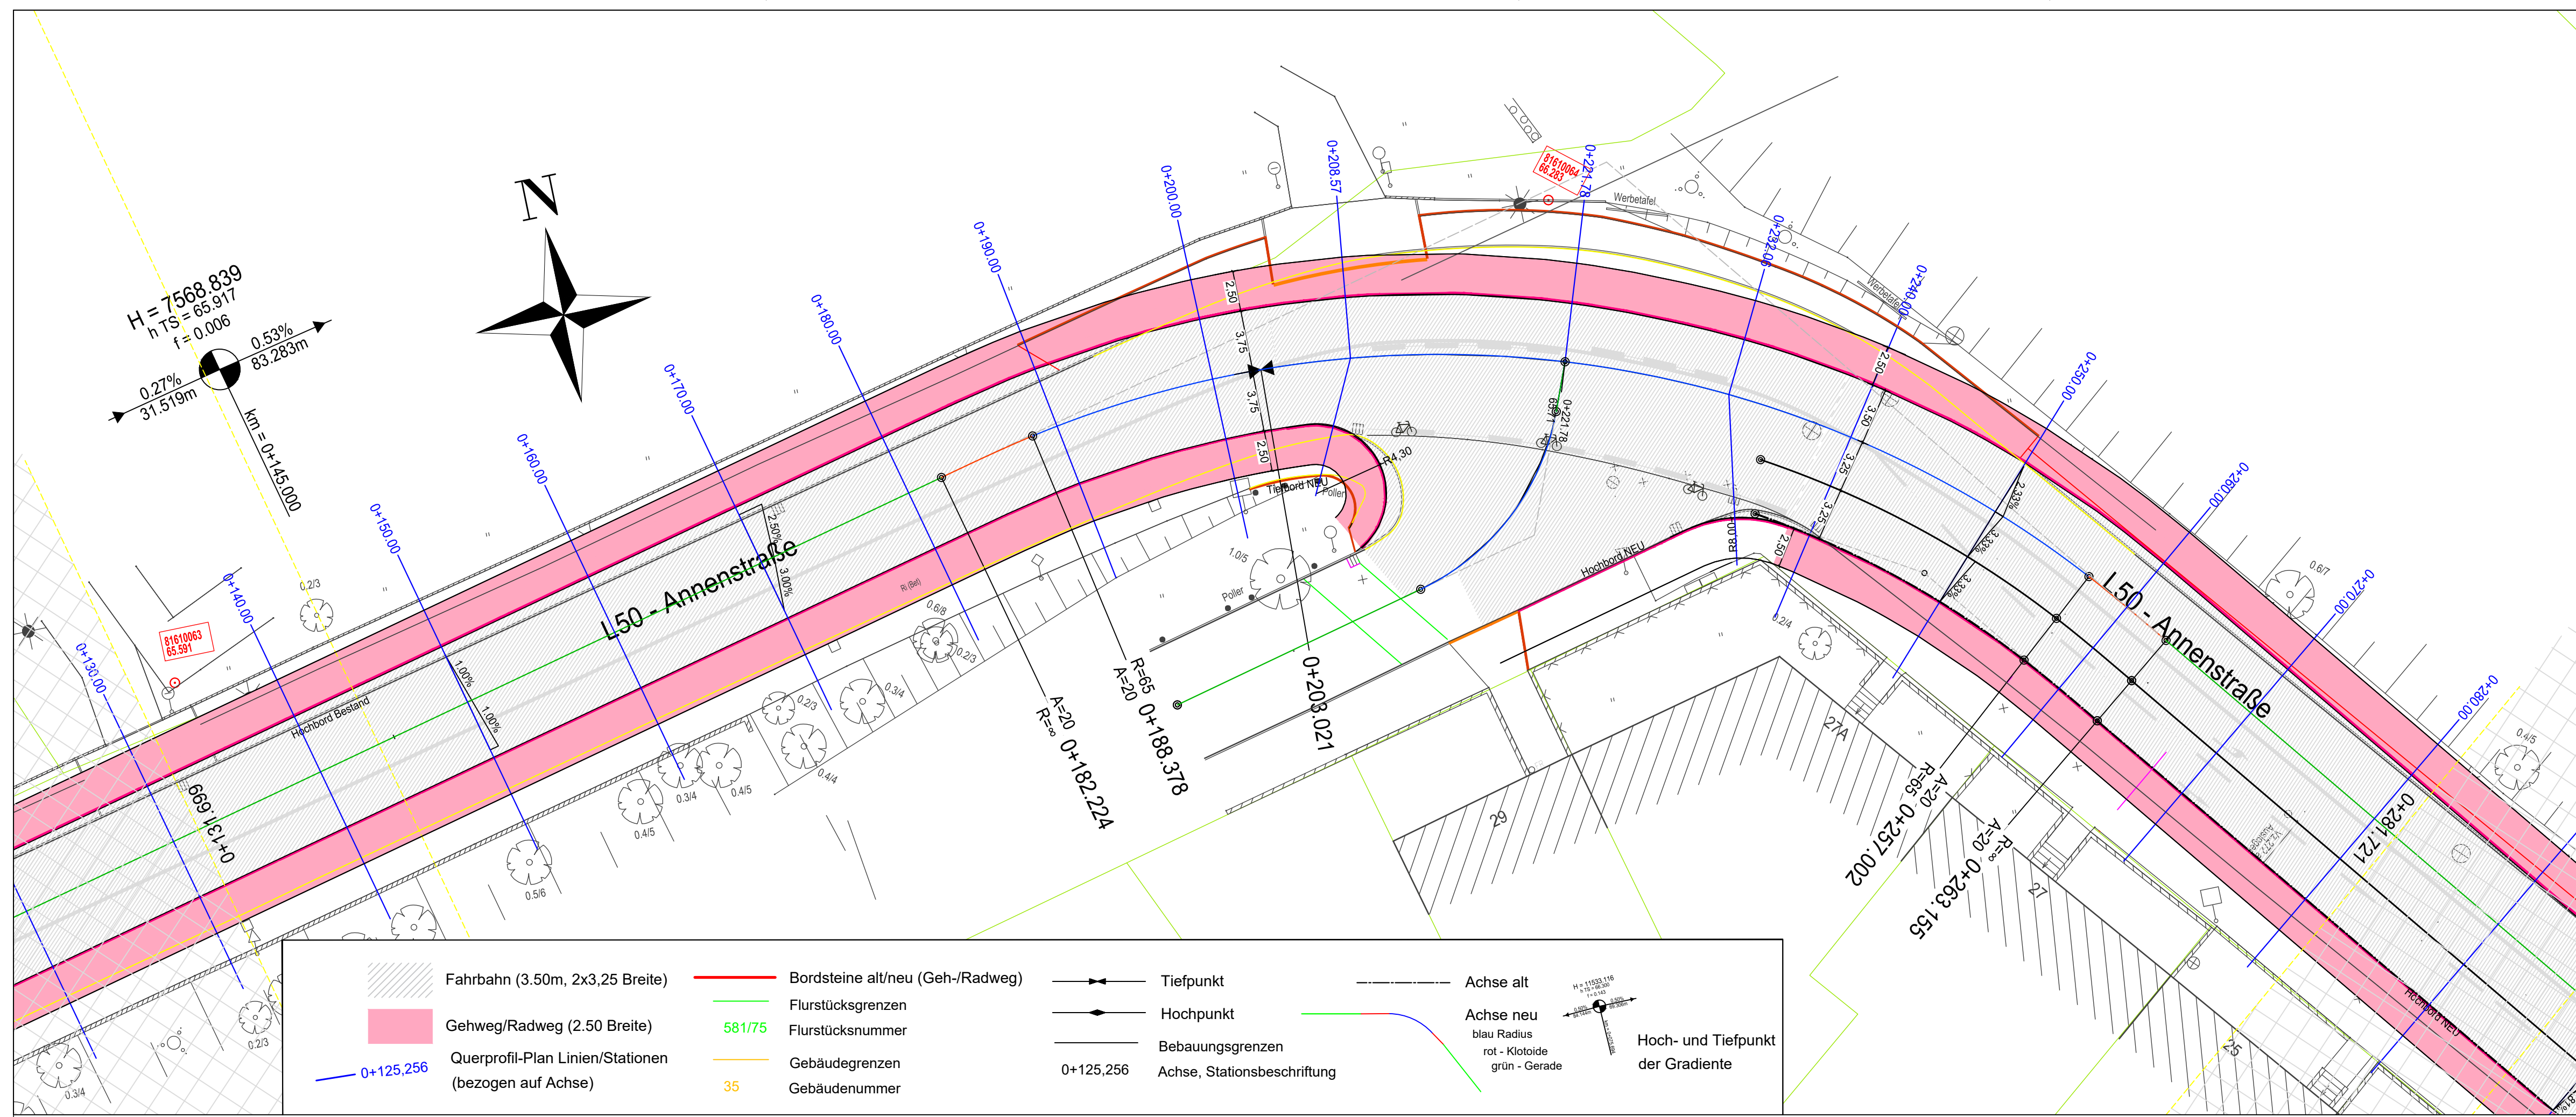 N
H = 7568.839
h TS = 65.917
f = 0.006
0.53%
83.283m
0.27%
31.519m
km = 0+145.000
81610063
65.591
81610064
66.283
0+130.00
0+140.00
0+150.00
0+160.00
0+170.00
0+180.00
0+190.00
0+200.00
0+208.57
0+221.78
0+232.06
0+240.00
0+250.00
0+260.00
0+270.00
0+280.00
Werbetafel
Werbetafel
2,50
3,75
3,75
2,50
R4,30
Tiefbord NEU
Poller
Poller
0+221.78
2,50
3,50
3,25
3,25
2,50
R8,00
2.33%
3.33%
3.33%
Hochbord NEU
L50 - Annenstraße
L50 - Annenstraße
2.50%
3.00%
1.00%
1.00%
Hochbord Bestand
Ri (Bet)
0+131.699
A=20
R=∞
0+182.224
R=65
A=20
0+188.378
0+203.021
A=20
R=65
0+257.002
R=∞
A=20
0+263.155
0+281.721
0.2/3
0.6/8
0.2/3
0.3/4
0.2/3
0.4/4
0.4/5
0.3/4
0.4/5
0.5/6
0.2/3
0.3/4
1.0/5
0.2/4
0.6/7
0.4/5
29
27A
27
25
Hochbord NEU
Fahrbahn (3.50m, 2x3,25 Breite)
Gehweg/Radweg (2.50 Breite)
0+125,256
Querprofil-Plan Linien/Stationen
(bezogen auf Achse)
Bordsteine alt/neu (Geh-/Radweg)
Flurstücksgrenzen
581/75
Flurstücksnummer
Gebäudegrenzen
35
Gebäudenummer
Tiefpunkt
Hochpunkt
Bebauungsgrenzen
0+125,256
Achse, Stationsbeschriftung
Achse alt
Achse neu
blau Radius
rot - Klotoide
grün - Gerade
H = 11533.116
Hoch- und Tiefpunkt
der Gradiente